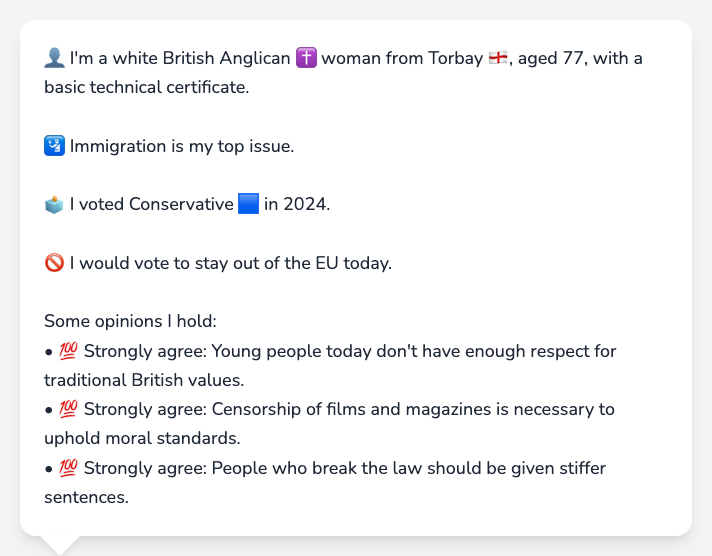 👤 I'm a white British Anglican ✝️ woman from Torbay 🏴󠁧󠁢󠁥󠁮󠁧󠁿, aged 77, with a
basic technical certificate.
🛂 Immigration is my top issue.
🗳️ I voted Conservative 🟦 in 2024.
🚫 I would vote to stay out of the EU today.
Some opinions I hold:
• 💯 Strongly agree: Young people today don't have enough respect for
traditional British values.
• 💯 Strongly agree: Censorship of films and magazines is necessary to
uphold moral standards.
• 💯 Strongly agree: People who break the law should be given stiffer
sentences.